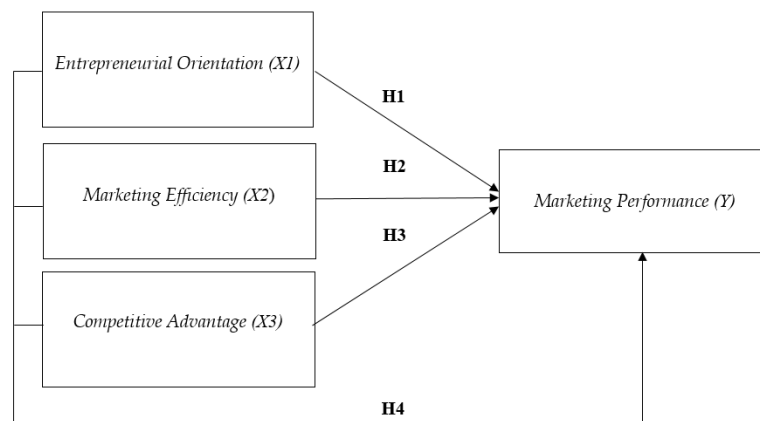 Entrepreneurial Orientation (X1)
H1
H2
Marketing Efficiency (X2)
Marketing Performance (Y)
H3
Competitive Advantage (X3)
H4